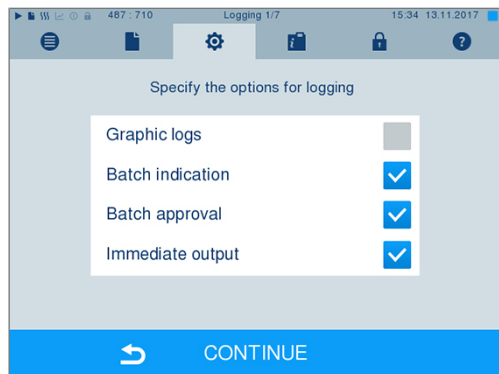 487 : 710 Logging 1/7 15:34 13.11.2017
Specify the options for logging
Graphic logs
Batch indication
Batch approval
Immediate output
CONTINUE